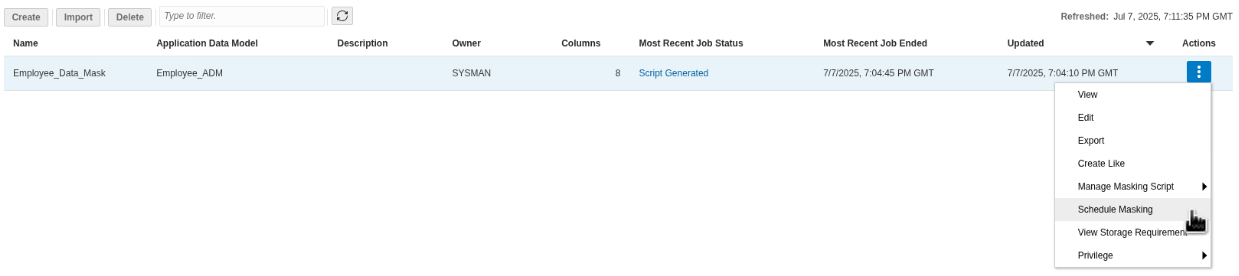 Create Import Delete Type to filter. Refreshed: Jul 7, 2025, 7:11:35 PM GMT
Name Application Data Model Description Owner Columns Most Recent Job Status Most Recent Job Ended Updated Actions
Employee_Data_Mask Employee_ADM SYSMAN 8 Script Generated 7/7/2025, 7:04:45 PM GMT 7/7/2025, 7:04:10 PM GMT
View
Edit
Export
Create Like
Manage Masking Script
Schedule Masking
View Storage Requirement
Privilege